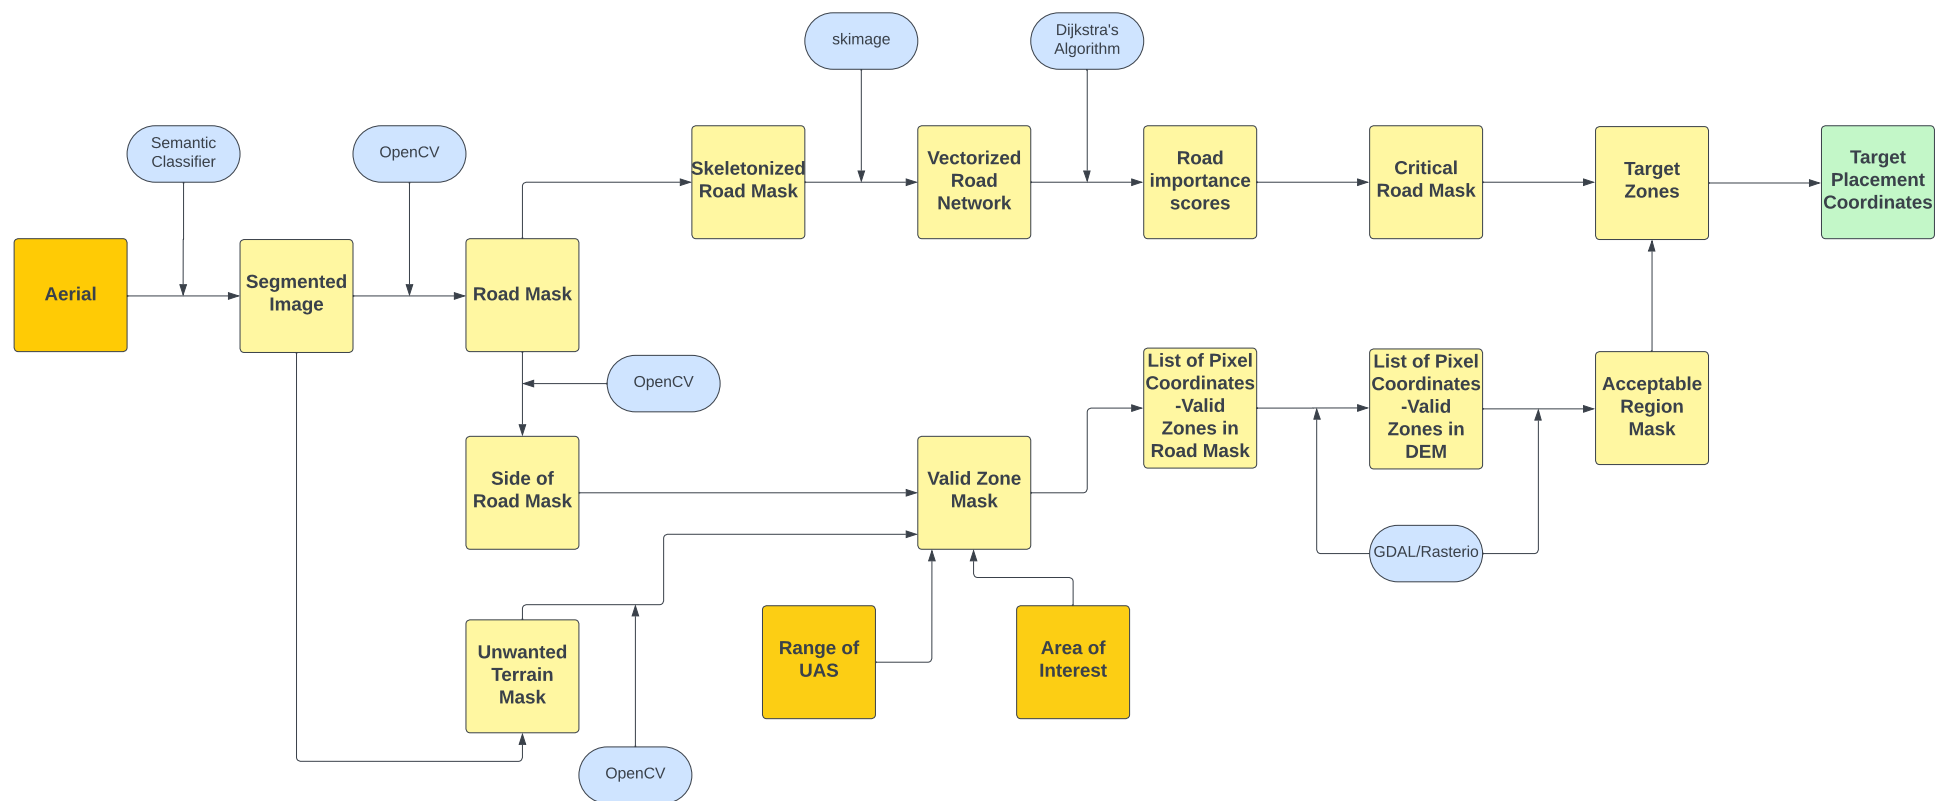 skimage
Dijkstra's
Algorithm
Semantic
Classifier
OpenCV
Skeletonized
Road Mask
Vectorized
Road
Network
Road
importance
scores
Critical
Road Mask
Target
Zones
Target
Placement
Coordinates
Aerial
Segmented
Image
Road Mask
OpenCV
List of Pixel
Coordinates
-Valid
Zones in
Road Mask
List of Pixel
Coordinates
-Valid
Zones in
DEM
Acceptable
Region
Mask
Side of
Road Mask
Valid Zone
Mask
GDAL/Rasterio
Unwanted
Terrain
Mask
Range of
UAS
Area of
Interest
OpenCV